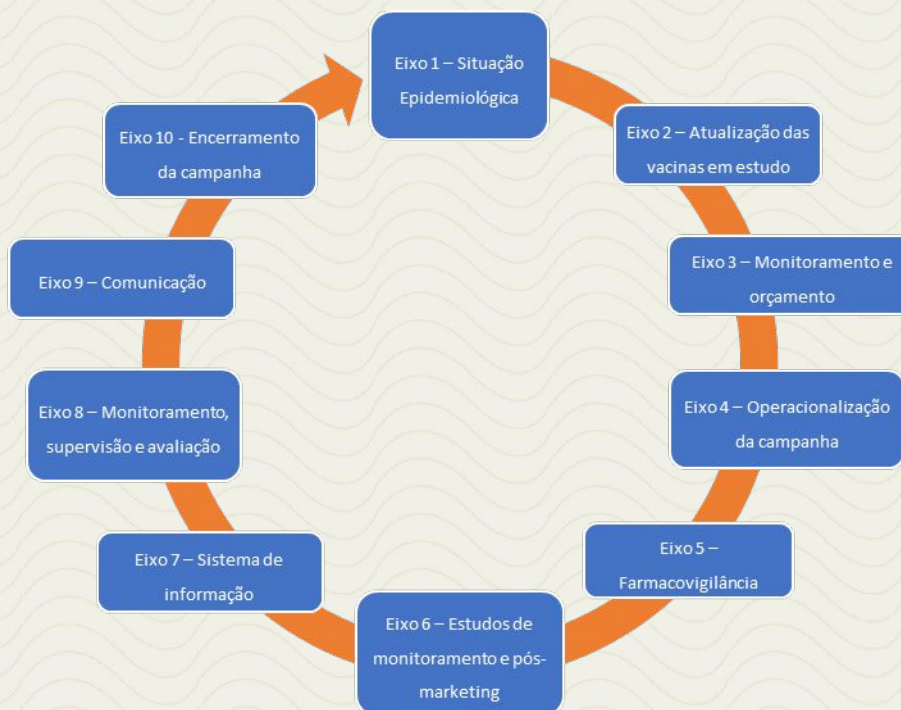 Eixo 1 – Situação
Epidemiológica
Eixo 2 – Atualização das
vacinas em estudo
Eixo 3 – Monitoramento e
orçamento
Eixo 4 – Operacionalização
da campanha
Eixo 5 –
Farmacovigilância
Eixo 6 – Estudos de
monitoramento e pós-
marketing
Eixo 7 – Sistema de
informação
Eixo 8 – Monitoramento,
supervisão e avaliação
Eixo 9 – Comunicação
Eixo 10 - Encerramento
da campanha